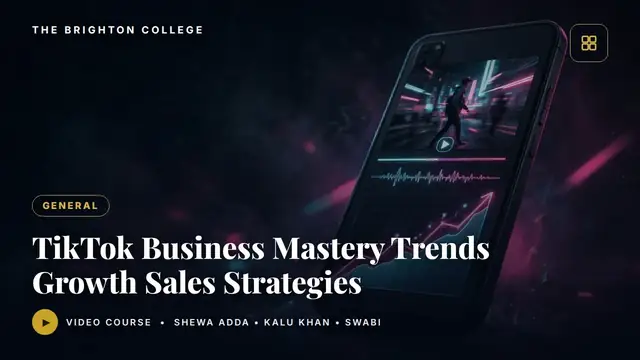 THE BRIGHTON COLLEGE
GENERAL
TikTok Business Mastery Trends
Growth Sales Strategies
VIDEO COURSE • SHEWA ADDA • KALU KHAN • SWABI